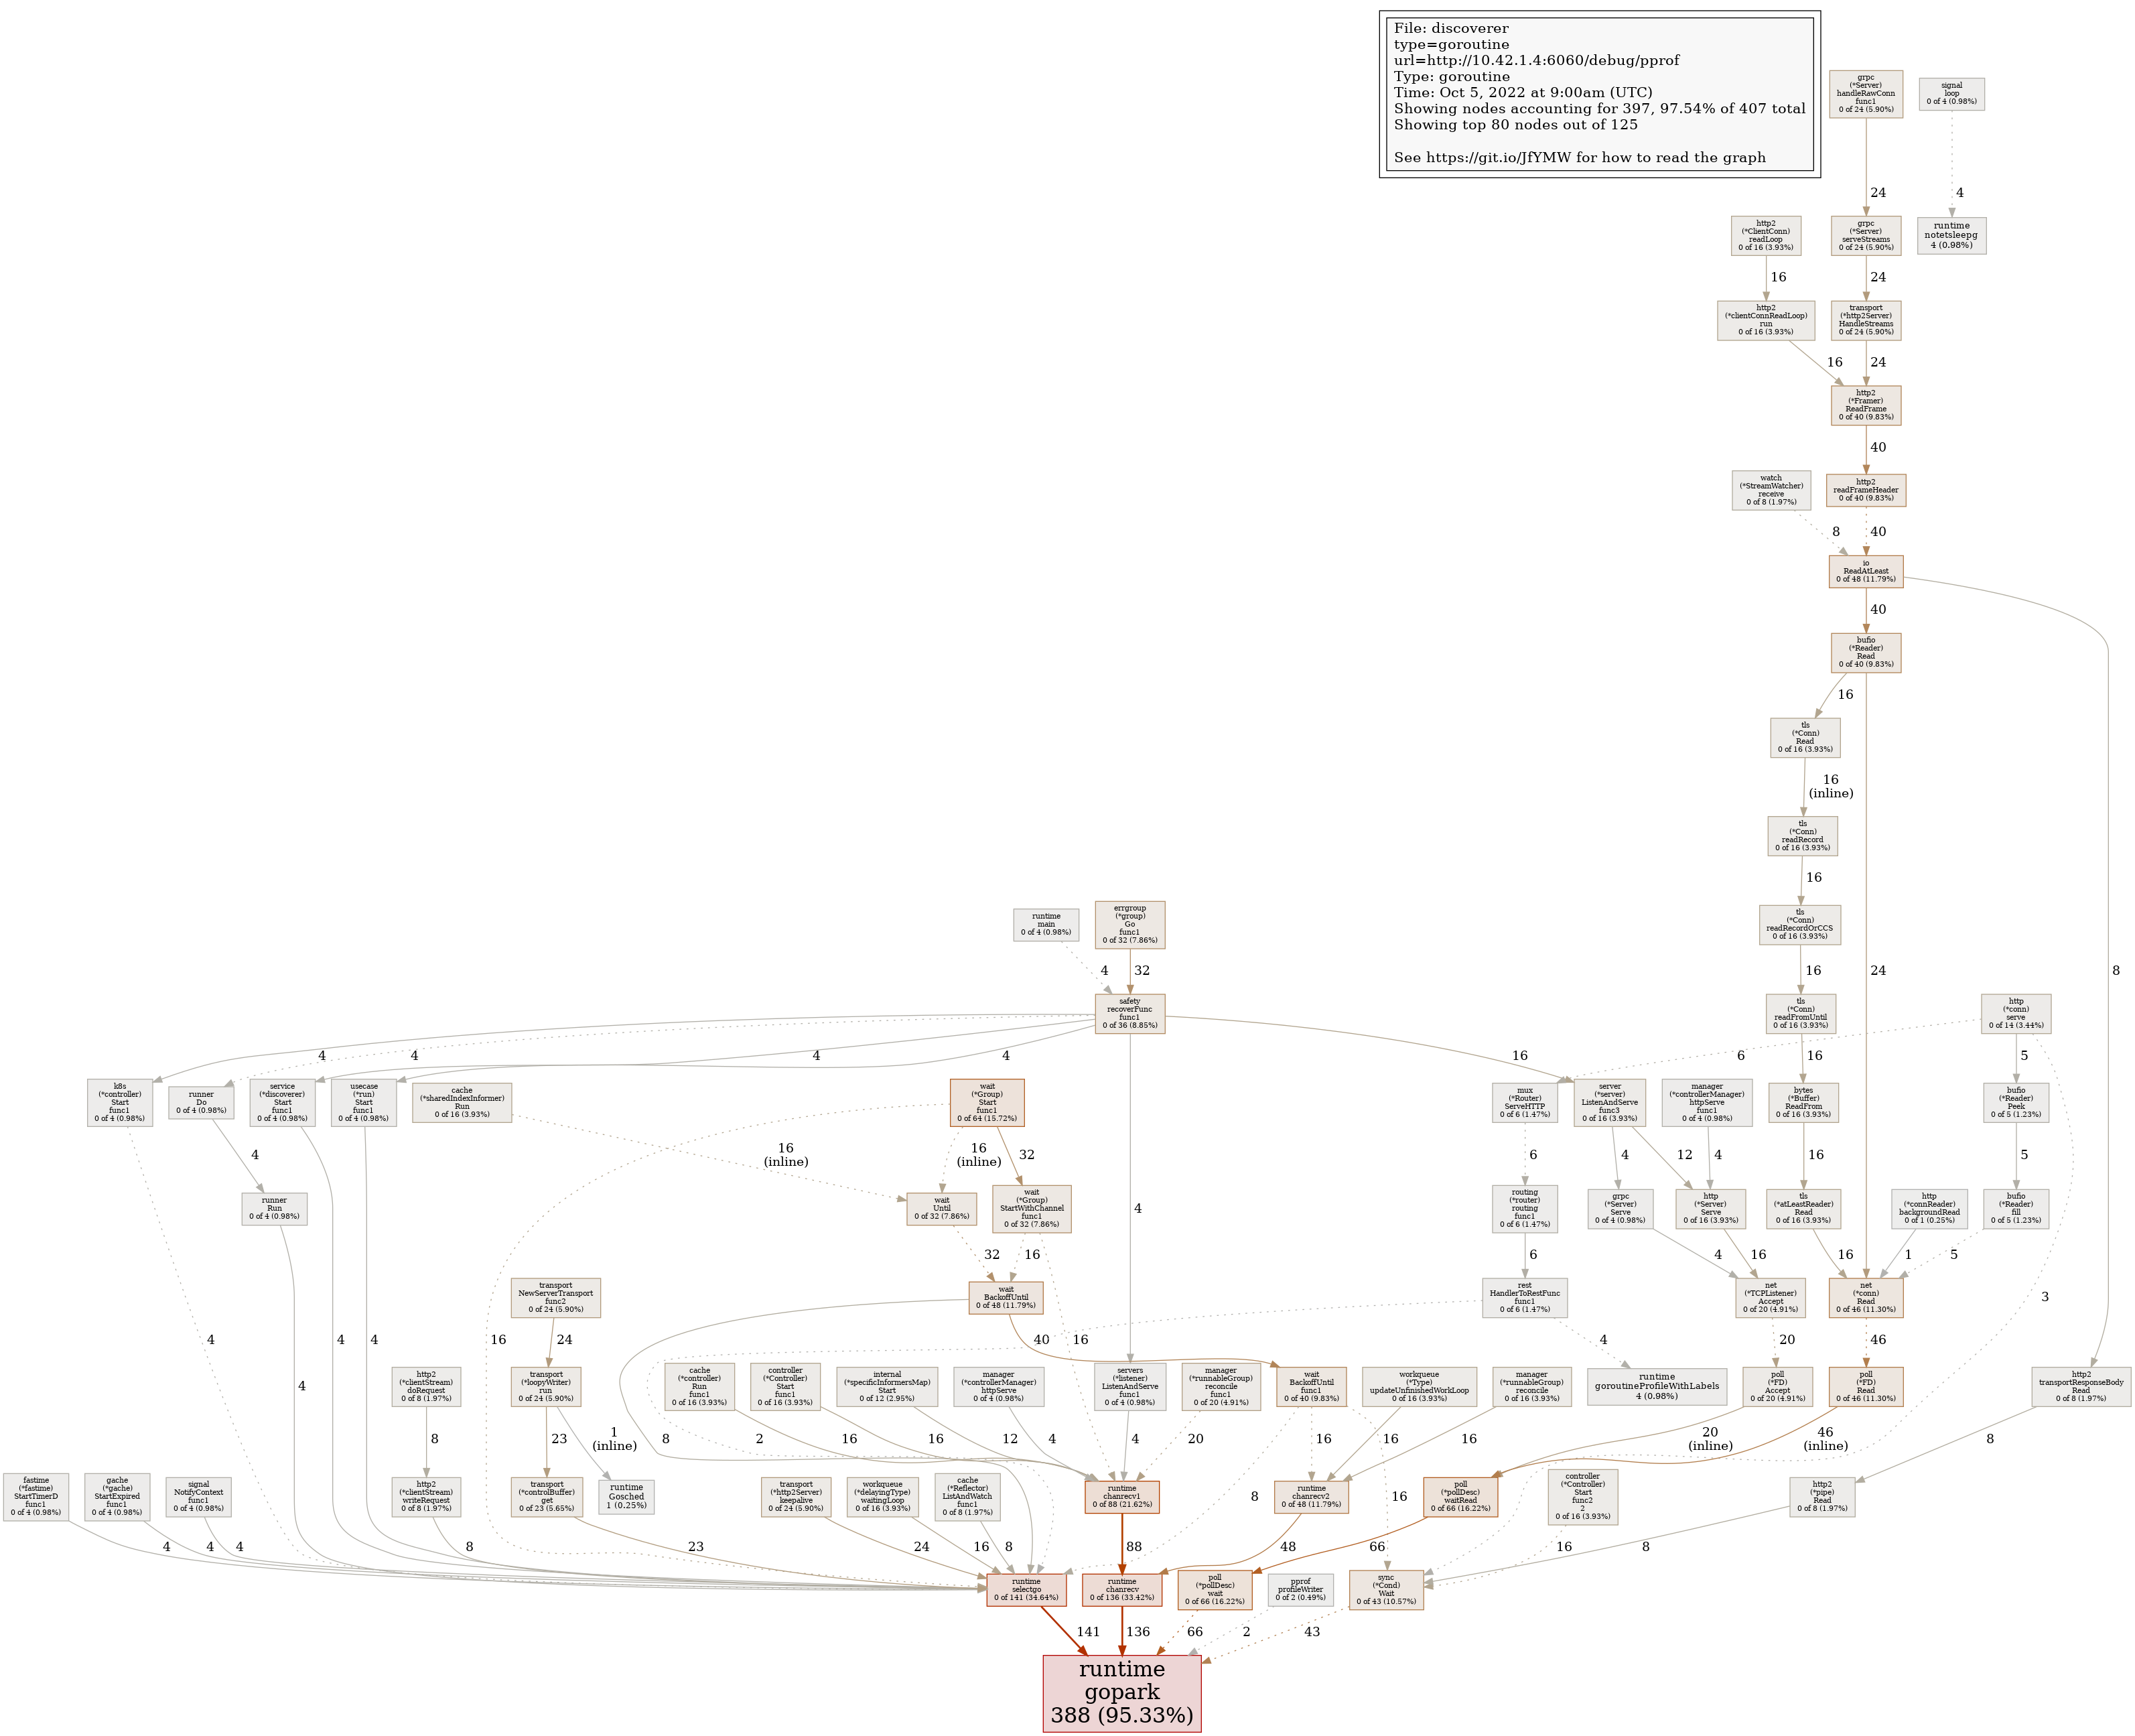 File: discoverer
type=goroutine
url=http://10.42.1.4:6060/debug/pprof
Type: goroutine
Time: Oct 5, 2022 at 9:00am (UTC)
Showing nodes accounting for 397, 97.54% of 407 total
Showing top 80 nodes out of 125
See https://git.io/JfYMW for how to read the graph
grpc
(*Server)
handleRawConn
func1
0 of 24 (5.90%)
signal
loop
0 of 4 (0.98%)
24
4
http2
(*ClientConn)
readLoop
0 of 16 (3.93%)
grpc
(*Server)
serveStreams
0 of 24 (5.90%)
runtime
notetsleepg
4 (0.98%)
16
24
http2
(*clientConnReadLoop)
run
0 of 16 (3.93%)
transport
(*http2Server)
HandleStreams
0 of 24 (5.90%)
16
24
http2
(*Framer)
ReadFrame
0 of 40 (9.83%)
40
watch
(*StreamWatcher)
receive
0 of 8 (1.97%)
http2
readFrameHeader
0 of 40 (9.83%)
8
40
io
ReadAtLeast
0 of 48 (11.79%)
40
8
bufio
(*Reader)
Read
0 of 40 (9.83%)
16
24
tls
(*Conn)
Read
0 of 16 (3.93%)
16
(inline)
tls
(*Conn)
readRecord
0 of 16 (3.93%)
16
runtime
main
0 of 4 (0.98%)
errgroup
(*group)
Go
func1
0 of 32 (7.86%)
tls
(*Conn)
readRecordOrCCS
0 of 16 (3.93%)
4
32
16
safety
recoverFunc
func1
0 of 36 (8.85%)
tls
(*Conn)
readFromUntil
0 of 16 (3.93%)
http
(*conn)
serve
0 of 14 (3.44%)
4
4
4
4
16
6
16
5
3
k8s
(*controller)
Start
func1
0 of 4 (0.98%)
runner
Do
0 of 4 (0.98%)
service
(*discoverer)
Start
func1
0 of 4 (0.98%)
usecase
(*run)
Start
func1
0 of 4 (0.98%)
cache
(*sharedIndexInformer)
Run
0 of 16 (3.93%)
wait
(*Group)
Start
func1
0 of 64 (15.72%)
mux
(*Router)
ServeHTTP
0 of 6 (1.47%)
server
(*server)
ListenAndServe
func3
0 of 16 (3.93%)
manager
(*controllerManager)
httpServe
func1
0 of 4 (0.98%)
bytes
(*Buffer)
ReadFrom
0 of 16 (3.93%)
bufio
(*Reader)
Peek
0 of 5 (1.23%)
4
16
(inline)
16
(inline)
32
6
4
12
4
16
5
runner
Run
0 of 4 (0.98%)
wait
Until
0 of 32 (7.86%)
wait
(*Group)
StartWithChannel
func1
0 of 32 (7.86%)
4
routing
(*router)
routing
func1
0 of 6 (1.47%)
grpc
(*Server)
Serve
0 of 4 (0.98%)
http
(*Server)
Serve
0 of 16 (3.93%)
tls
(*atLeastReader)
Read
0 of 16 (3.93%)
http
(*connReader)
backgroundRead
0 of 1 (0.25%)
bufio
(*Reader)
fill
0 of 5 (1.23%)
32
16
6
4
16
16
1
5
transport
NewServerTransport
func2
0 of 24 (5.90%)
wait
BackoffUntil
0 of 48 (11.79%)
rest
HandlerToRestFunc
func1
0 of 6 (1.47%)
net
(*TCPListener)
Accept
0 of 20 (4.91%)
net
(*conn)
Read
0 of 46 (11.30%)
4
4
4
16
24
40
16
4
20
46
http2
(*clientStream)
doRequest
0 of 8 (1.97%)
transport
(*loopyWriter)
run
0 of 24 (5.90%)
cache
(*controller)
Run
func1
0 of 16 (3.93%)
controller
(*Controller)
Start
func1
0 of 16 (3.93%)
internal
(*specificInformersMap)
Start
0 of 12 (2.95%)
manager
(*controllerManager)
httpServe
0 of 4 (0.98%)
servers
(*listener)
ListenAndServe
func1
0 of 4 (0.98%)
manager
(*runnableGroup)
reconcile
func1
0 of 20 (4.91%)
wait
BackoffUntil
func1
0 of 40 (9.83%)
workqueue
(*Type)
updateUnfinishedWorkLoop
0 of 16 (3.93%)
manager
(*runnableGroup)
reconcile
0 of 16 (3.93%)
runtime
goroutineProfileWithLabels
4 (0.98%)
poll
(*FD)
Accept
0 of 20 (4.91%)
poll
(*FD)
Read
0 of 46 (11.30%)
http2
transportResponseBody
Read
0 of 8 (1.97%)
4
8
23
1
(inline)
8
2
16
16
12
4
4
20
16
16
16
20
(inline)
46
(inline)
8
fastime
(*fastime)
StartTimerD
func1
0 of 4 (0.98%)
gache
(*gache)
StartExpired
func1
0 of 4 (0.98%)
signal
NotifyContext
func1
0 of 4 (0.98%)
http2
(*clientStream)
writeRequest
0 of 8 (1.97%)
transport
(*controlBuffer)
get
0 of 23 (5.65%)
runtime
Gosched
1 (0.25%)
transport
(*http2Server)
keepalive
0 of 24 (5.90%)
workqueue
(*delayingType)
waitingLoop
0 of 16 (3.93%)
cache
(*Reflector)
ListAndWatch
func1
0 of 8 (1.97%)
runtime
chanrecv1
0 of 88 (21.62%)
runtime
chanrecv2
0 of 48 (11.79%)
poll
(*pollDesc)
waitRead
0 of 66 (16.22%)
controller
(*Controller)
Start
func2
2
0 of 16 (3.93%)
http2
(*pipe)
Read
0 of 8 (1.97%)
8
16
4
4
4
8
23
24
16
8
88
48
66
16
8
runtime
selectgo
0 of 141 (34.64%)
runtime
chanrecv
0 of 136 (33.42%)
poll
(*pollDesc)
wait
0 of 66 (16.22%)
pprof
profileWriter
0 of 2 (0.49%)
sync
(*Cond)
Wait
0 of 43 (10.57%)
141
136
66
2
43
runtime
gopark
388 (95.33%)